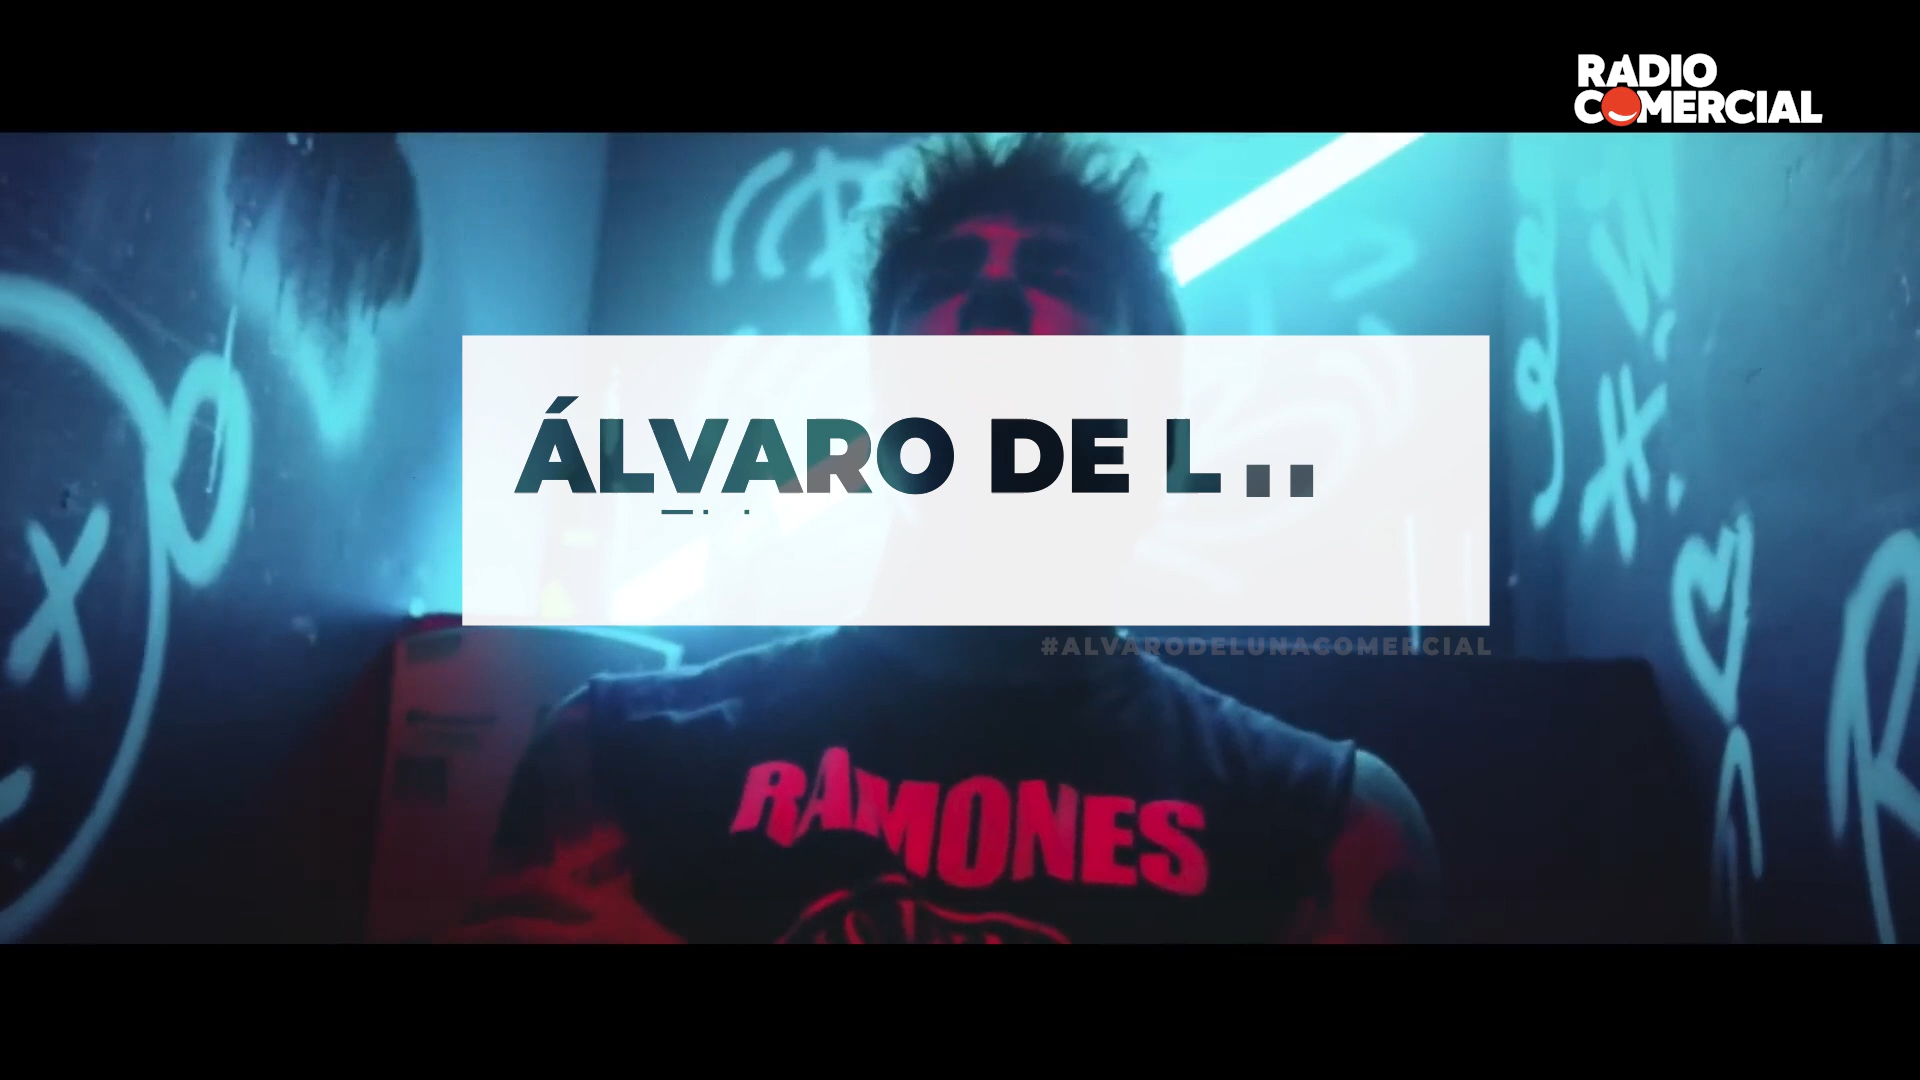 RADIO
COMERCIAL
ÁLVARO DE L
#ALVARODELUNACOMERCIAL
RAMONES